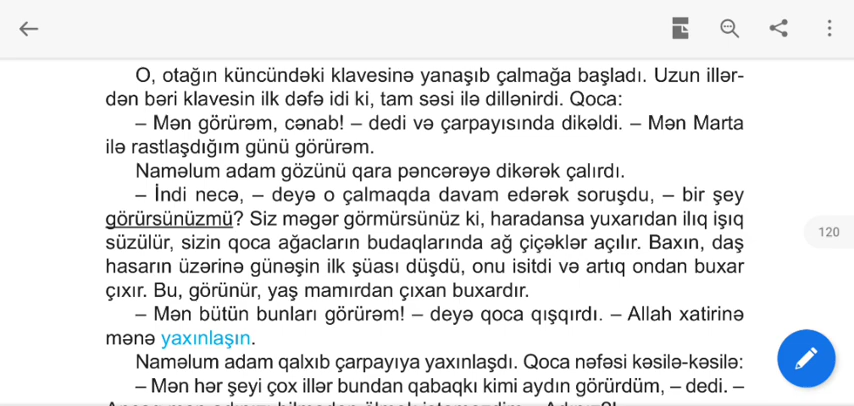 O, otağın küncündəki klavesinə yanaşıb çalmağa başladı. Uzun illər-
dən bəri klavesin ilk dəfə idi ki, tam səsi ilə dillənirdi. Qoca:
– Mən görürəm, cənab! – dedi və çarpayısında dikəldi. – Mən Marta
ilə rastlaşdığım günü görürəm.
Naməlum adam gözünü qara pəncərəyə dikərək çalırdı.
– İndi necə, – deyə o çalmaqda davam edərək soruşdu, – bir şey
görürsünüzmü? Siz məgər görmürsünüz ki, haradansa yuxarıdan ilıq işıq
süzülür, sizin qoca ağacların budaqlarında ağ çiçəklər açılır. Baxın, daş
hasarın üzərinə günəşin ilk şüası düşdü, onu isitdi və artıq ondan buxar
çıxır. Bu, görünür, yaş mamırdan çıxan buxardır.
120
– Mən bütün bunları görürəm! – deyə qoca qışqırdı. – Allah xatirinə
mənə yaxınlaşın.
Naməlum adam qalxıb çarpayıya yaxınlaşdı. Qoca nəfəsi kəsilə-kəsilə:
– Mən hər şeyi çox illər bundan qabaqkı kimi aydın görürdüm, – dedi. –